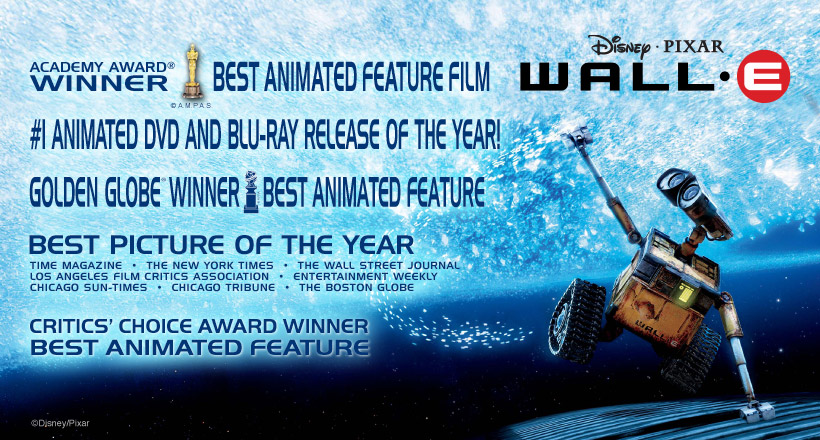 ACADEMY AWARD®
WINNER
BEST ANIMATED FEATURE FILM
©AMPAS
Disney · PIXAR
WALL·E
#1 ANIMATED DVD AND BLU-RAY RELEASE OF THE YEAR!
GOLDEN GLOBE® WINNER BEST ANIMATED FEATURE
BEST PICTURE OF THE YEAR
TIME MAGAZINE • THE NEW YORK TIMES • THE WALL STREET JOURNAL
LOS ANGELES FILM CRITICS ASSOCIATION • ENTERTAINMENT WEEKLY
CHICAGO SUN-TIMES • CHICAGO TRIBUNE • THE BOSTON GLOBE
CRITICS' CHOICE AWARD WINNER
BEST ANIMATED FEATURE
WALL·E
©Disney/Pixar